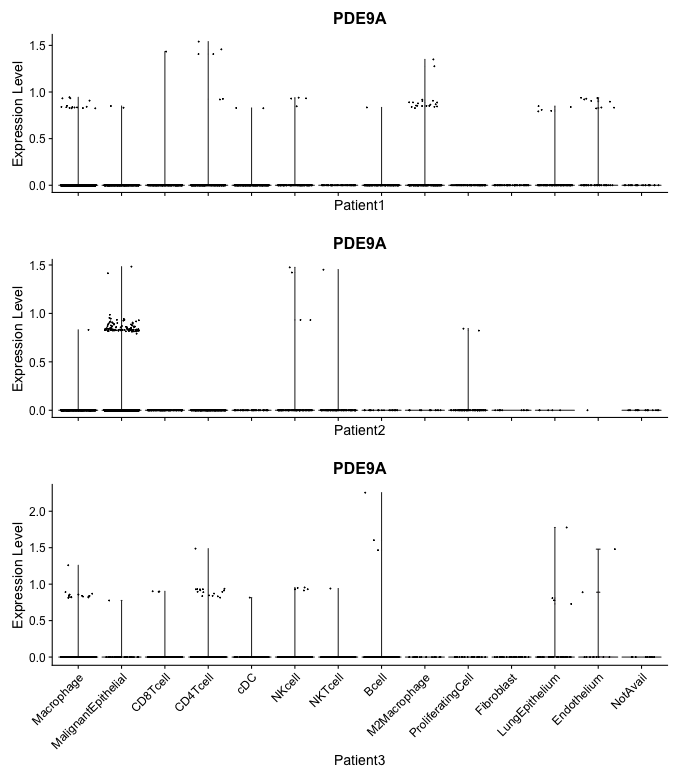 PDE9A
Expression Level
1.5
1.0
0.5
0.0
Patient1
PDE9A
Expression Level
1.5
1.0
0.5
0.0
Patient2
PDE9A
Expression Level
2.0
1.5
1.0
0.5
0.0
Macrophage
MalignantEpithelial
CD8Tcell
CD4Tcell
cDC
NKcell
NKTcell
Bcell
M2Macrophage
ProliferatingCell
Fibroblast
LungEpithelium
Endothelium
NotAvail
Patient3